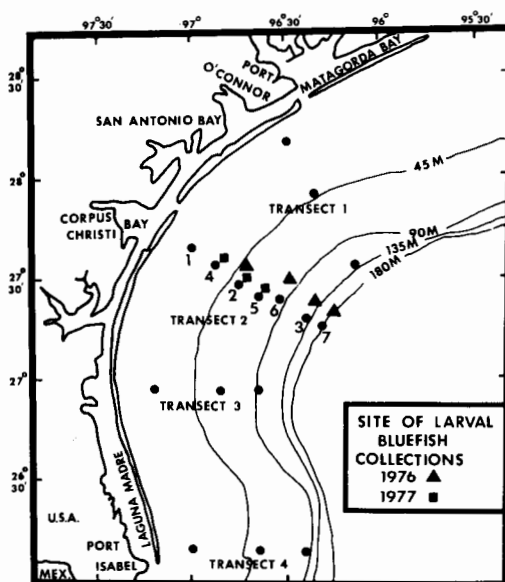 97°30'
97°
96°30'
96°
95°30'
28°
30'
PORT
O'CONNOR
MATAGORDA BAY
SAN ANTONIO BAY
45 M
28°
TRANSECT 1
CORPUS
CHRISTI
BAY
90M
135M
180M
1
4
2
5
6
3
7
27°
30'
TRANSECT 2
27°
TRANSECT 3
SITE OF LARVAL
BLUEFISH
COLLECTIONS
1976 ▲
1977 ■
26°
30'
LAGUNA MADRE
U.S.A.
PORT
ISABEL
TRANSECT 4
MEX.